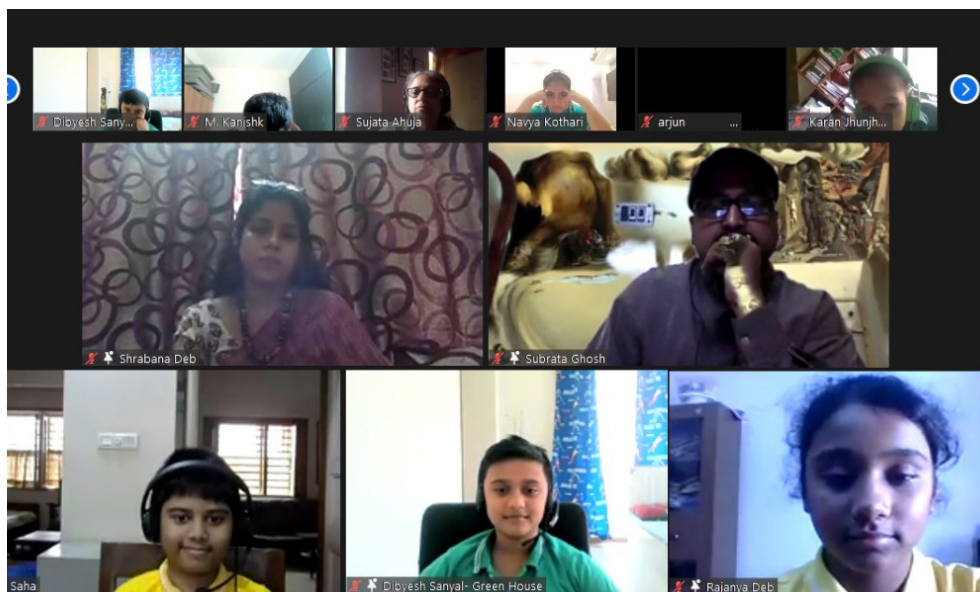 Dibyesh Sany...
M. Kanishk
Sujata Ahuja
Navya Kothari
arjun ...
Karan Jhunjh...
Shrabana Deb
Subrata Ghosh
Saha
Dibyesh Sanyal- Green House
Rajanya Deb